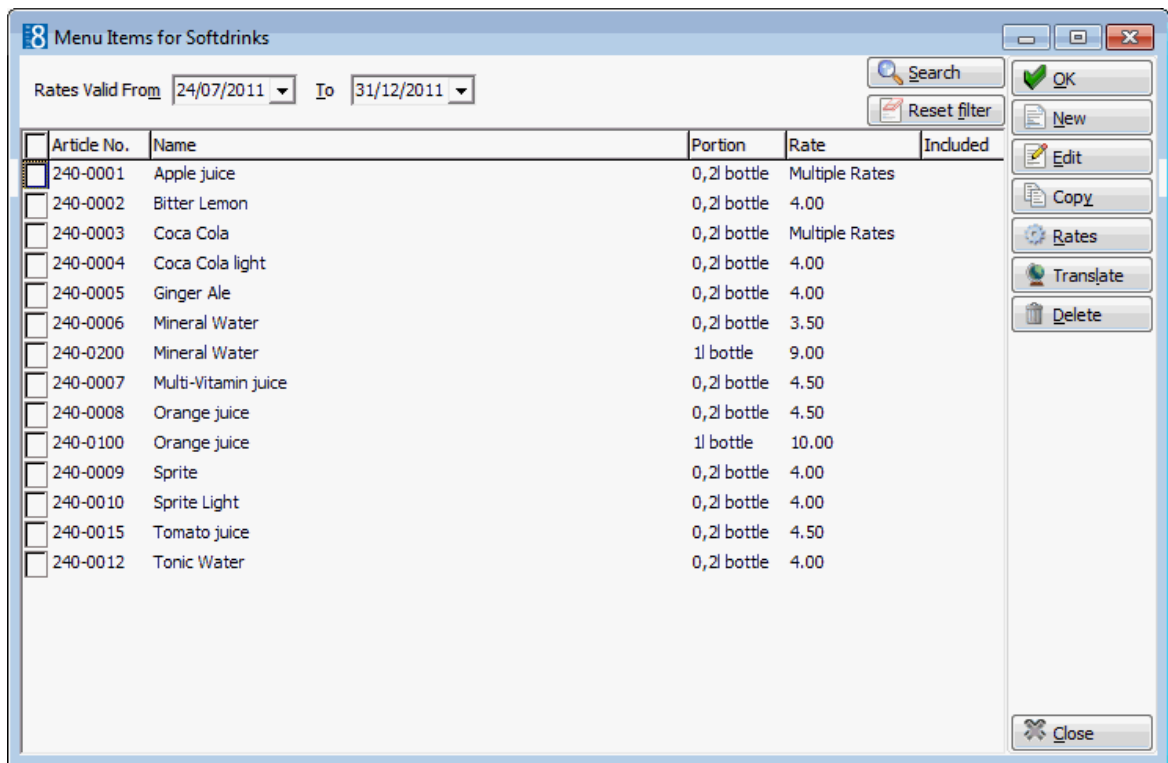 8 Menu Items for Softdrinks
Rates Valid From 24/07/2011 To 31/12/2011
Search
Reset filter
OK
New
Edit
Copy
Rates
Translate
Delete
Article No. Name Portion Rate Included
240-0001 Apple juice 0,2l bottle Multiple Rates
240-0002 Bitter Lemon 0,2l bottle 4.00
240-0003 Coca Cola 0,2l bottle Multiple Rates
240-0004 Coca Cola light 0,2l bottle 4.00
240-0005 Ginger Ale 0,2l bottle 4.00
240-0006 Mineral Water 0,2l bottle 3.50
240-0200 Mineral Water 1l bottle 9.00
240-0007 Multi-Vitamin juice 0,2l bottle 4.50
240-0008 Orange juice 0,2l bottle 4.50
240-0100 Orange juice 1l bottle 10.00
240-0009 Sprite 0,2l bottle 4.00
240-0010 Sprite Light 0,2l bottle 4.00
240-0015 Tomato juice 0,2l bottle 4.50
240-0012 Tonic Water 0,2l bottle 4.00
Close